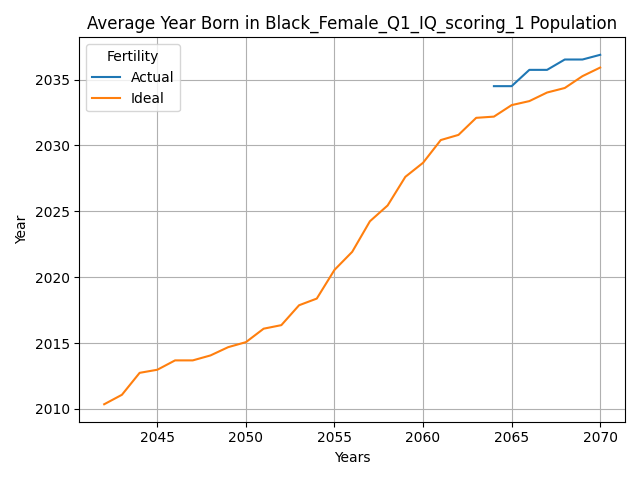 Average Year Born in Black_Female_Q1_IQ_scoring_1 Population
Fertility
Actual
Ideal
Year
2035
2030
2025
2020
2015
2010
2045 2050 2055 2060 2065 2070
Years